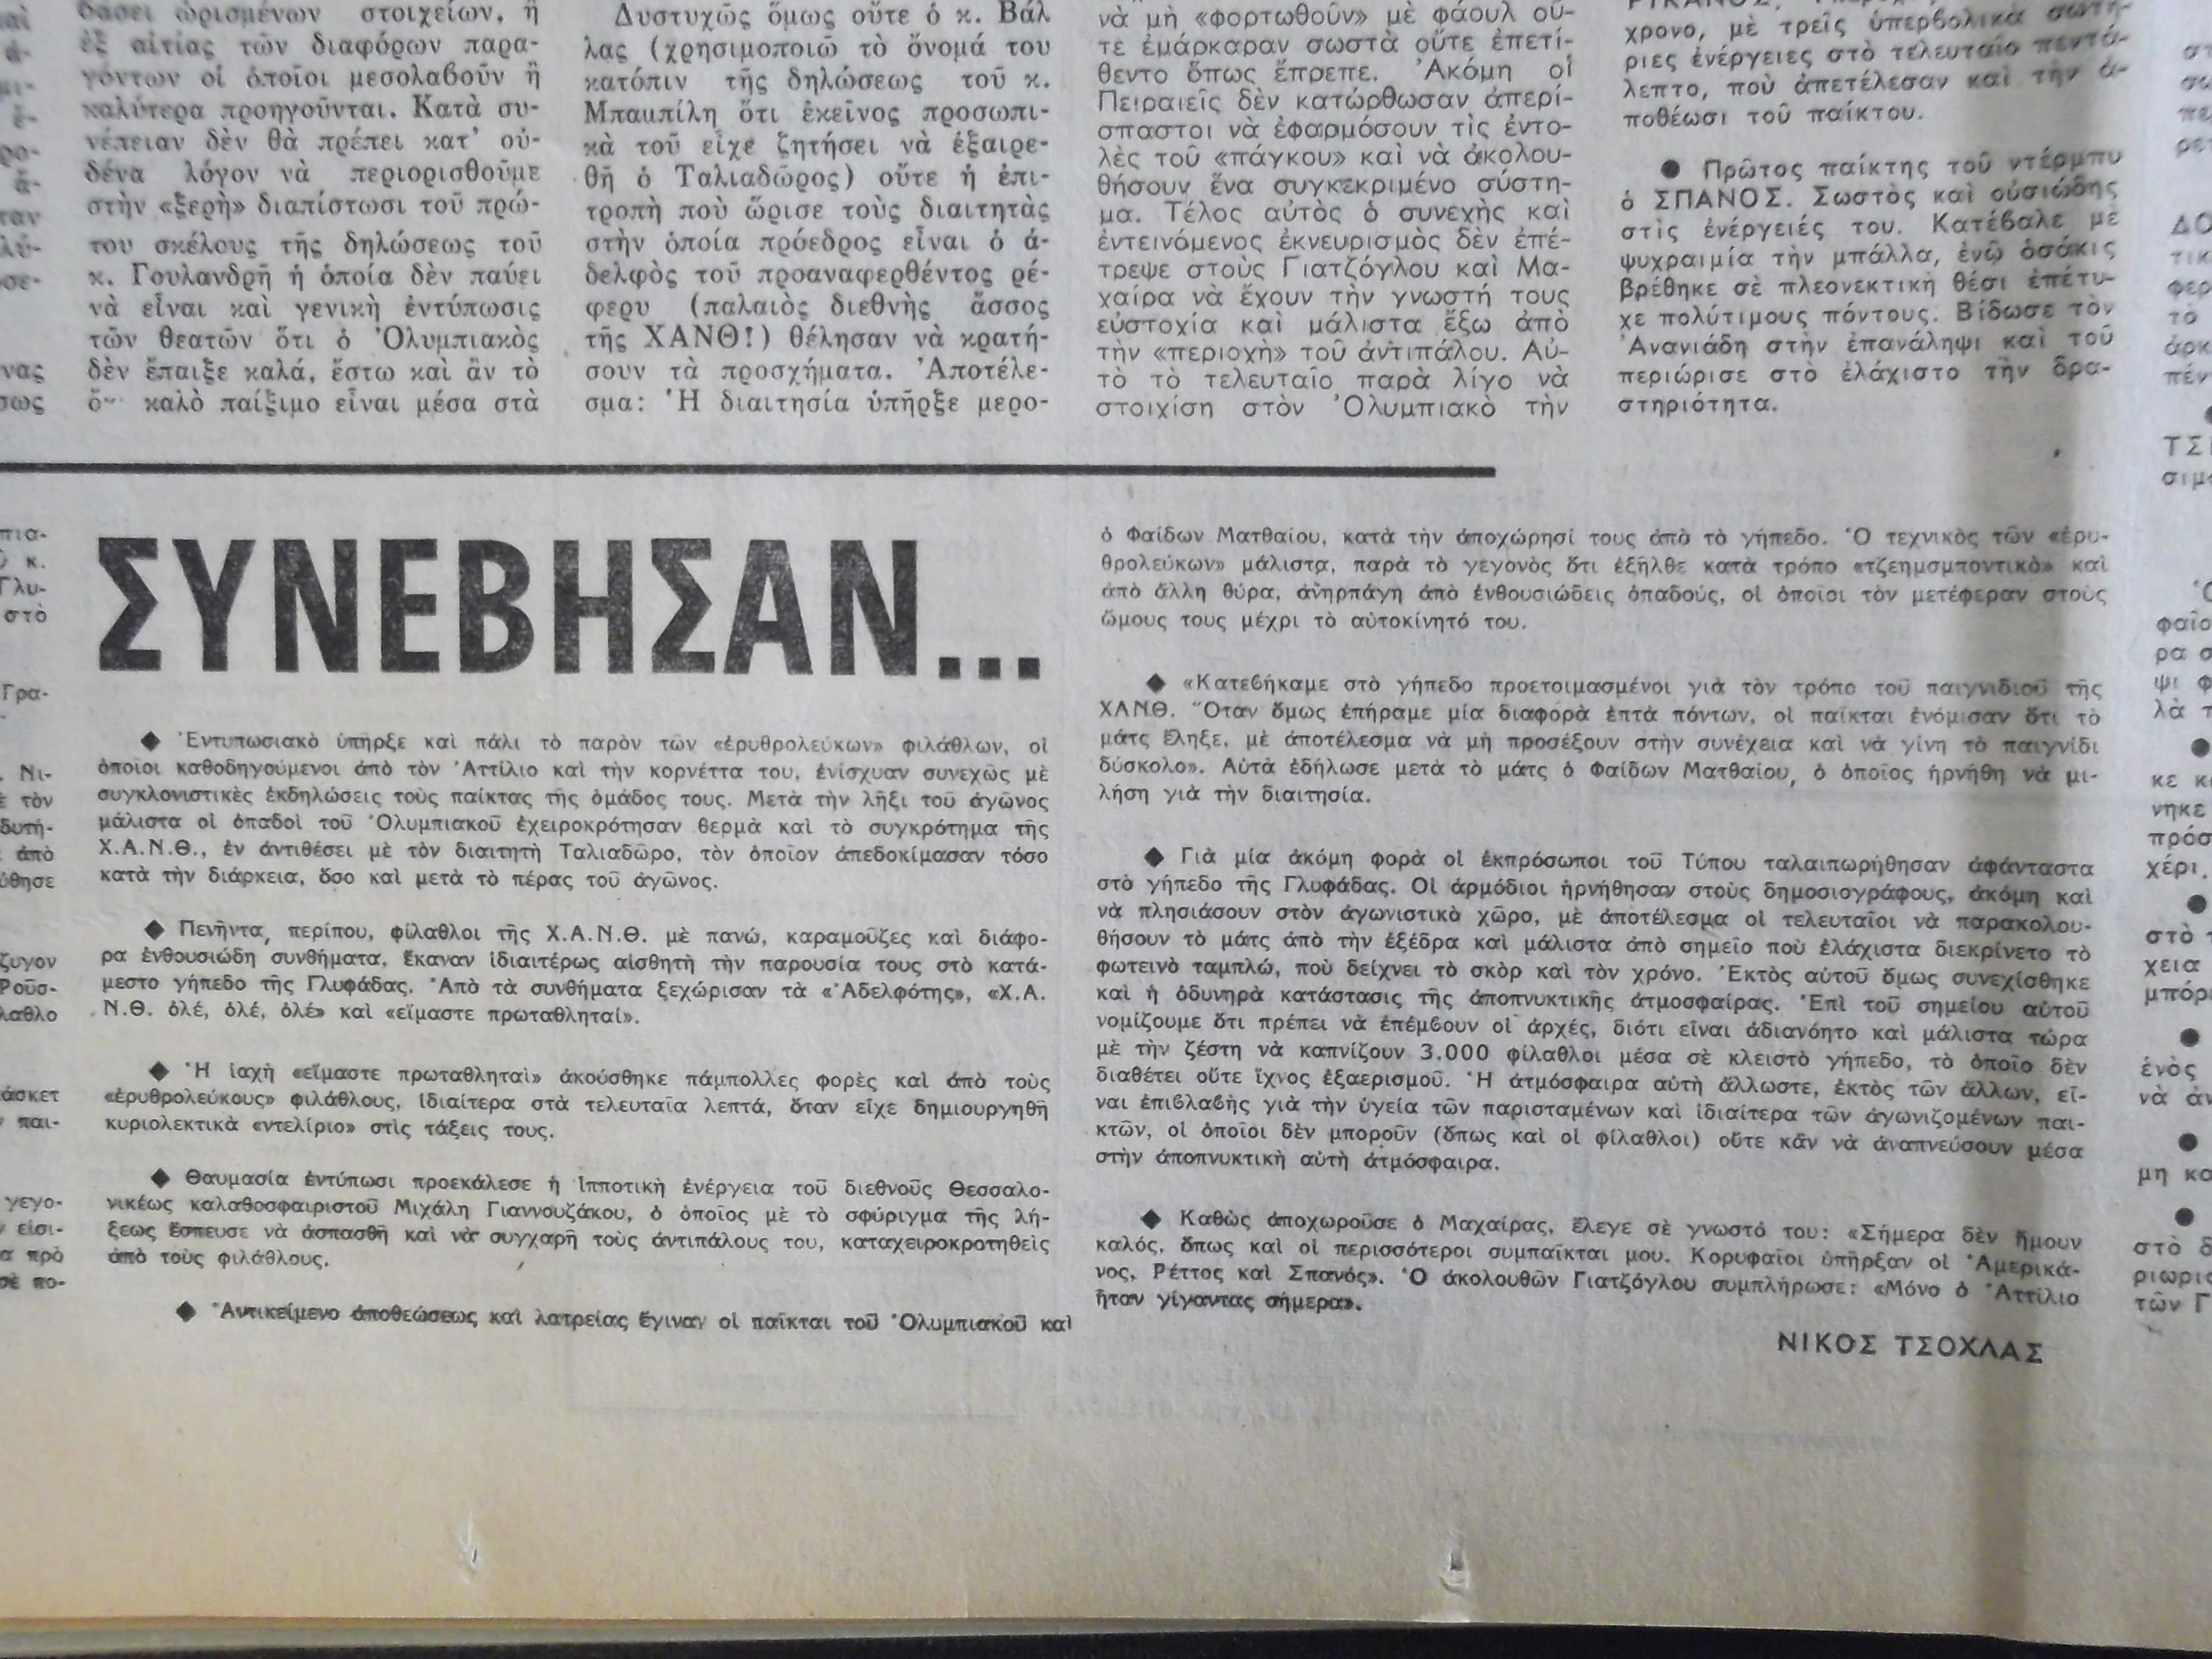 βάσει ὡρισμένων στοιχείων, ἢ
ἐξ αἰτίας τῶν διαφόρων παρα-
γόντων οἱ ὁποῖοι μεσολαβοῦν ἢ
καλύτερα προηγοῦνται. Κατὰ συ-
νέπειαν δὲν θὰ πρέπει κατ' οὐ-
δένα λόγον νὰ περιορισθοῦμε
στὴν «ξερὴ» διαπίστωσι τοῦ πρώ-
του σκέλους τῆς δηλώσεως τοῦ
κ. Γουλανδρῆ ἡ ὁποία δὲν παύει
νὰ εἶναι καὶ γενικὴ ἐντύπωσις
τῶν θεατῶν ὅτι ὁ Ὀλυμπιακὸς
δὲν ἔπαιξε καλά, ἔστω καὶ ἂν τὸ
καλὸ παίξιμο εἶναι μέσα στὰ
Δυστυχῶς ὅμως οὔτε ὁ κ. Βάλ
λας (χρησιμοποιῶ τὸ ὄνομά του
κατόπιν τῆς δηλώσεως τοῦ κ.
Μπαμπίλη ὅτι ἐκεῖνος προσωπι-
κὰ τοῦ εἶχε ζητήσει νὰ ἐξαιρε-
θῆ ὁ Ταλιαδῶρος) οὔτε ἡ ἐπι-
τροπὴ ποὺ ὥρισε τοὺς διαιτητὰς
στὴν ὁποία πρόεδρος εἶναι ὁ ἀ-
δελφὸς τοῦ προαναφερθέντος ρέ-
φερυ (παλαιὸς διεθνὴς ἄσσος
τῆς ΧΑΝΘ!) θέλησαν νὰ κρατή-
σουν τὰ προσχήματα. Ἀποτέλε-
σμα: Ἡ διαιτησία ὑπῆρξε μερο-
νὰ μὴ «φορτωθοῦν» μὲ φάουλ οὔ-
τε ἐμάρκαραν σωστὰ οὔτε ἐπετί-
θεντο ὅπως ἔπρεπε. Ἀκόμη οἱ
Πειραιεῖς δὲν κατώρθωσαν ἀπερί-
σπαστοι νὰ ἐφαρμόσουν τὶς ἐντο-
λὲς τοῦ «πάγκου» καὶ νὰ ἀκολου-
θήσουν ἕνα συγκεκριμένο σύστη-
μα. Τέλος αὐτὸς ὁ συνεχὴς καὶ
ἐντεινόμενος ἐκνευρισμὸς δὲν ἐπέ-
τρεψε στοὺς Γιατζόγλου καὶ Μα-
χαίρα νὰ ἔχουν τὴν γνωστή τους
εὐστοχία καὶ μάλιστα ἔξω ἀπὸ
τὴν «περιοχὴ» τοῦ ἀντιπάλου. Αὐ-
τὸ τὸ τελευταῖο παρὰ λίγο νὰ
στοιχίση στὸν Ὀλυμπιακὸ τὴν
χρονο, μὲ τρεῖς ὑπερβολικὰ σωτή-
ριες ἐνέργειες στὸ τελευταῖο πεντά-
λεπτο, ποὺ ἀπετέλεσαν καὶ τὴν ἀ-
ποθέωσι τοῦ παίκτου.
● Πρῶτος παίκτης τοῦ ντέρμπυ
ὁ ΣΠΑΝΟΣ. Σωστὸς καὶ οὐσιώδης
στὶς ἐνέργειές του. Κατέβαλε μὲ
ψυχραιμία τὴν μπάλλα, ἐνῷ ὁσάκις
βρέθηκε σὲ πλεονεκτικὴ θέσι ἐπέτυ-
χε πολύτιμους πόντους. Βίδωσε τὸν
Ἀνανιάδη στὴν ἐπανάληψι καὶ τοῦ
περιώρισε στὸ ἐλάχιστο τὴν δρα-
στηριότητα.
ΣΥΝΕΒΗΣΑΝ...
◆ Ἐντυπωσιακὸ ὑπῆρξε καὶ πάλι τὸ παρὸν τῶν «ἐρυθρολεύκων» φιλάθλων, οἱ
ὁποῖοι καθοδηγούμενοι ἀπὸ τὸν Ἀττίλιο καὶ τὴν κορνέττα του, ἐνίσχυαν συνεχῶς μὲ
συγκλονιστικὲς ἐκδηλώσεις τοὺς παίκτας τῆς ὁμάδος τους. Μετὰ τὴν λῆξι τοῦ ἀγῶνος
μάλιστα οἱ ὀπαδοὶ τοῦ Ὀλυμπιακοῦ ἐχειροκρότησαν θερμὰ καὶ τὸ συγκρότημα τῆς
Χ.Α.Ν.Θ., ἐν ἀντιθέσει μὲ τὸν διαιτητὴ Ταλιαδῶρο, τὸν ὁποῖον ἀπεδοκίμασαν τόσο
κατὰ τὴν διάρκεια, ὅσο καὶ μετὰ τὸ πέρας τοῦ ἀγῶνος.
◆ Πενῆντα, περίπου, φίλαθλοι τῆς Χ.Α.Ν.Θ. μὲ πανώ, καραμοῦζες καὶ διάφο-
ρα ἐνθουσιώδη συνθήματα, ἔκαναν ἰδιαιτέρως αἰσθητὴ τὴν παρουσία τους στὸ κατά-
μεστο γήπεδο τῆς Γλυφάδας. Ἀπὸ τὰ συνθήματα ξεχώρισαν τὰ «Ἀδελφότης», «Χ.Α.
Ν.Θ. ὀλέ, ὀλέ, ὀλέ» καὶ «εἴμαστε πρωταθληταί».
◆ Ἡ ἰαχὴ «εἴμαστε πρωταθληταὶ» ἀκούσθηκε πάμπολλες φορὲς καὶ ἀπὸ τοὺς
«ἐρυθρολεύκους» φιλάθλους, ἰδιαίτερα στὰ τελευταῖα λεπτά, ὅταν εἶχε δημιουργηθῆ
κυριολεκτικὰ «ντελίριο» στὶς τάξεις τους.
◆ Θαυμασία ἐντύπωσι προεκάλεσε ἡ ἱπποτικὴ ἐνέργεια τοῦ διεθνοῦς Θεσσαλο-
νικέως καλαθοσφαιριστοῦ Μιχάλη Γιαννουζάκου, ὁ ὁποῖος μὲ τὸ σφύριγμα τῆς λή-
ξεως ἔσπευσε νὰ ἀσπασθῆ καὶ νὰ συγχαρῆ τοὺς ἀντιπάλους του, καταχειροκροτηθεὶς
ἀπὸ τοὺς φιλάθλους.
◆ Ἀντικείμενο ἀποθεώσεως καὶ λατρείας ἔγιναν οἱ παῖκται τοῦ Ὀλυμπιακοῦ καὶ
ὁ Φαίδων Ματθαίου, κατὰ τὴν ἀποχώρησί τους ἀπὸ τὸ γήπεδο. Ὁ τεχνικὸς τῶν «ἐρυ-
θρολεύκων» μάλιστα, παρὰ τὸ γεγονὸς ὅτι ἐξῆλθε κατὰ τρόπο «τζεημσμποντικὸ» καὶ
ἀπὸ ἄλλη θύρα, ἀνηρπάγη ἀπὸ ἐνθουσιώδεις ὀπαδούς, οἱ ὁποῖοι τὸν μετέφεραν στοὺς
ὤμους τους μέχρι τὸ αὐτοκίνητό του.
◆ «Κατεβήκαμε στὸ γήπεδο προετοιμασμένοι γιὰ τὸν τρόπο τοῦ παιγνιδιοῦ τῆς
ΧΑΝΘ. Ὅταν ὅμως ἐπήραμε μία διαφορὰ ἑπτὰ πόντων, οἱ παῖκται ἐνόμισαν ὅτι τὸ
μάτς ἔληξε, μὲ ἀποτέλεσμα νὰ μὴ προσέξουν στὴν συνέχεια καὶ νὰ γίνη τὸ παιγνίδι
δύσκολο». Αὐτὰ ἐδήλωσε μετὰ τὸ μάτς ὁ Φαίδων Ματθαίου, ὁ ὁποῖος ἠρνήθη νὰ μι-
λήση γιὰ τὴν διαιτησία.
◆ Γιὰ μία ἀκόμη φορὰ οἱ ἐκπρόσωποι τοῦ Τύπου ταλαιπωρήθησαν ἀφάνταστα
στὸ γήπεδο τῆς Γλυφάδας. Οἱ ἁρμόδιοι ἠρνήθησαν στοὺς δημοσιογράφους, ἀκόμη καὶ
νὰ πλησιάσουν στὸν ἀγωνιστικὸ χῶρο, μὲ ἀποτέλεσμα οἱ τελευταῖοι νὰ παρακολου-
θήσουν τὸ μάτς ἀπὸ τὴν ἐξέδρα καὶ μάλιστα ἀπὸ σημεῖο ποὺ ἐλάχιστα διεκρίνετο τὸ
φωτεινὸ ταμπλώ, ποὺ δείχνει τὸ σκὸρ καὶ τὸν χρόνο. Ἐκτὸς αὐτοῦ ὅμως συνεχίσθηκε
καὶ ἡ ὀδυνηρὰ κατάστασις τῆς ἀποπνυκτικῆς ἀτμοσφαίρας. Ἐπὶ τοῦ σημείου αὐτοῦ
νομίζουμε ὅτι πρέπει νὰ ἐπέμβουν οἱ ἀρχές, διότι εἶναι ἀδιανόητο καὶ μάλιστα τώρα
μὲ τὴν ζέστη νὰ καπνίζουν 3.000 φίλαθλοι μέσα σὲ κλειστὸ γήπεδο, τὸ ὁποῖο δὲν
διαθέτει οὔτε ἴχνος ἐξαερισμοῦ. Ἡ ἀτμόσφαιρα αὐτὴ ἄλλωστε, ἐκτὸς τῶν ἄλλων, εἶ-
ναι ἐπιβλαβὴς γιὰ τὴν ὑγεία τῶν παρισταμένων καὶ ἰδιαίτερα τῶν ἀγωνιζομένων παι-
κτῶν, οἱ ὁποῖοι δὲν μποροῦν (ὅπως καὶ οἱ φίλαθλοι) οὔτε κἂν νὰ ἀναπνεύσουν μέσα
στὴν ἀποπνυκτικὴ αὐτὴ ἀτμόσφαιρα.
◆ Καθὼς ἀποχωροῦσε ὁ Μαχαίρας, ἔλεγε σὲ γνωστό του: «Σήμερα δὲν ἤμουν
καλός, ὅπως καὶ οἱ περισσότεροι συμπαῖκται μου. Κορυφαῖοι ὑπῆρξαν οἱ Ἀμερικά-
νος, Ρέττος καὶ Σπανός». Ὁ ἀκολουθῶν Γιατζόγλου συμπλήρωσε: «Μόνο ὁ Ἀττίλιο
ἦταν γίγαντας σήμερα».
ΝΙΚΟΣ ΤΣΟΧΛΑΣ